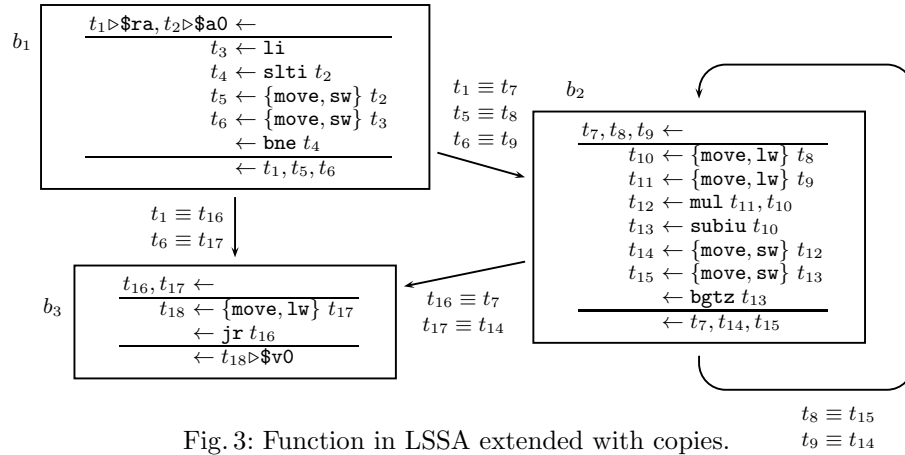 b₁
t₁▷$ra, t₂▷$a0 ←
t₃ ← li
t₄ ← slti t₂
t₅ ← {move, sw} t₂
t₆ ← {move, sw} t₃
← bne t₄
← t₁, t₅, t₆
t₁ ≡ t₇
t₅ ≡ t₈
t₆ ≡ t₉
b₂
t₇, t₈, t₉ ←
t₁₀ ← {move, lw} t₈
t₁₁ ← {move, lw} t₉
t₁₂ ← mul t₁₁, t₁₀
t₁₃ ← subiu t₁₀
t₁₄ ← {move, sw} t₁₂
t₁₅ ← {move, sw} t₁₃
← bgtz t₁₃
← t₇, t₁₄, t₁₅
t₁ ≡ t₁₆
t₆ ≡ t₁₇
b₃
t₁₆, t₁₇ ←
t₁₈ ← {move, lw} t₁₇
← jr t₁₆
← t₁₈▷$v0
t₁₆ ≡ t₇
t₁₇ ≡ t₁₄
t₈ ≡ t₁₅
t₉ ≡ t₁₄
Fig. 3: Function in LSSA extended with copies.